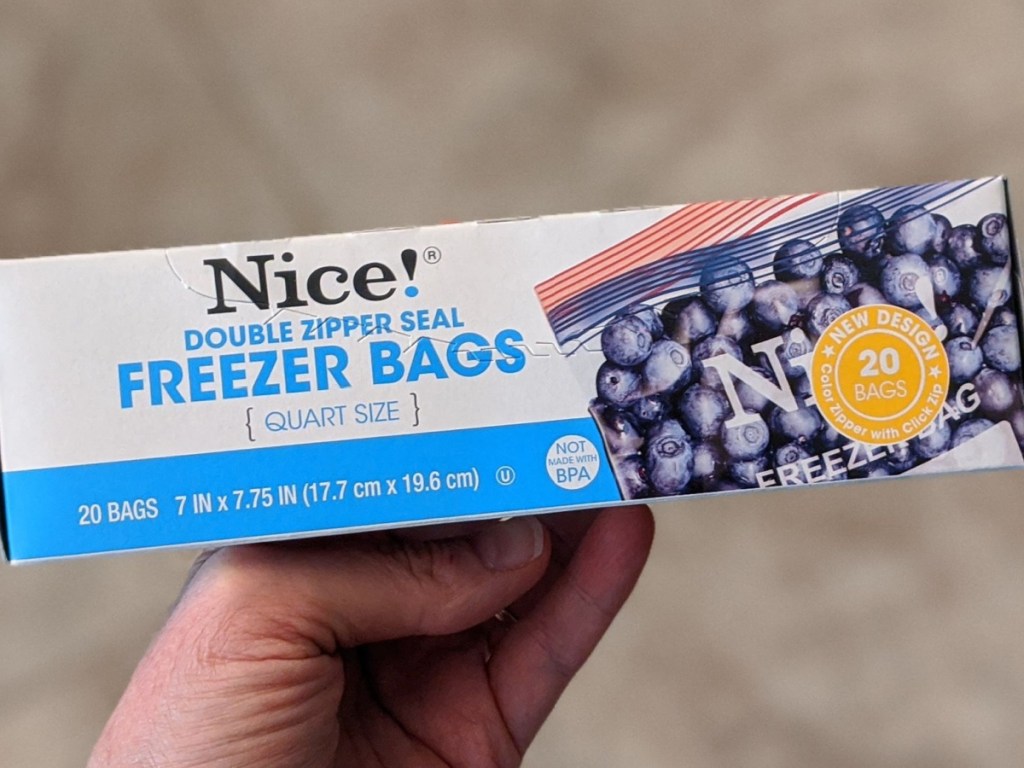 Nice!®
DOUBLE ZIPPER SEAL
FREEZER BAGS
{ QUART SIZE }
20 BAGS 7 IN x 7.75 IN (17.7 cm x 19.6 cm) Ⓤ
NOT
MADE WITH
BPA
NEW DESIGN
20
BAGS
Color Zipper with Click Zip